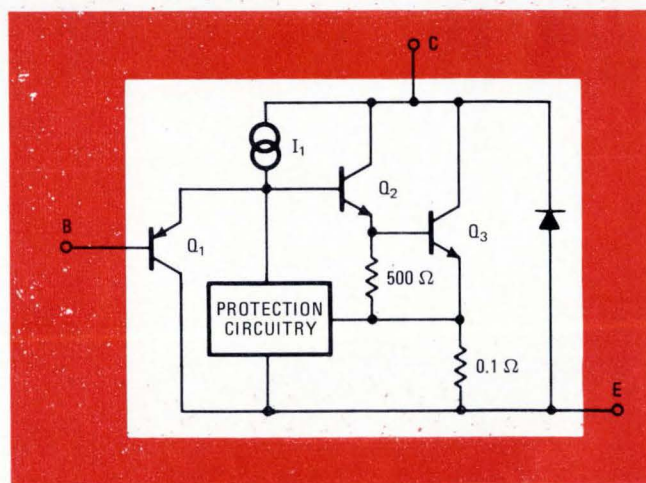 C
I₁
Q₂
B
Q₁
Q₃
500 Ω
PROTECTION
CIRCUITRY
0.1 Ω
E